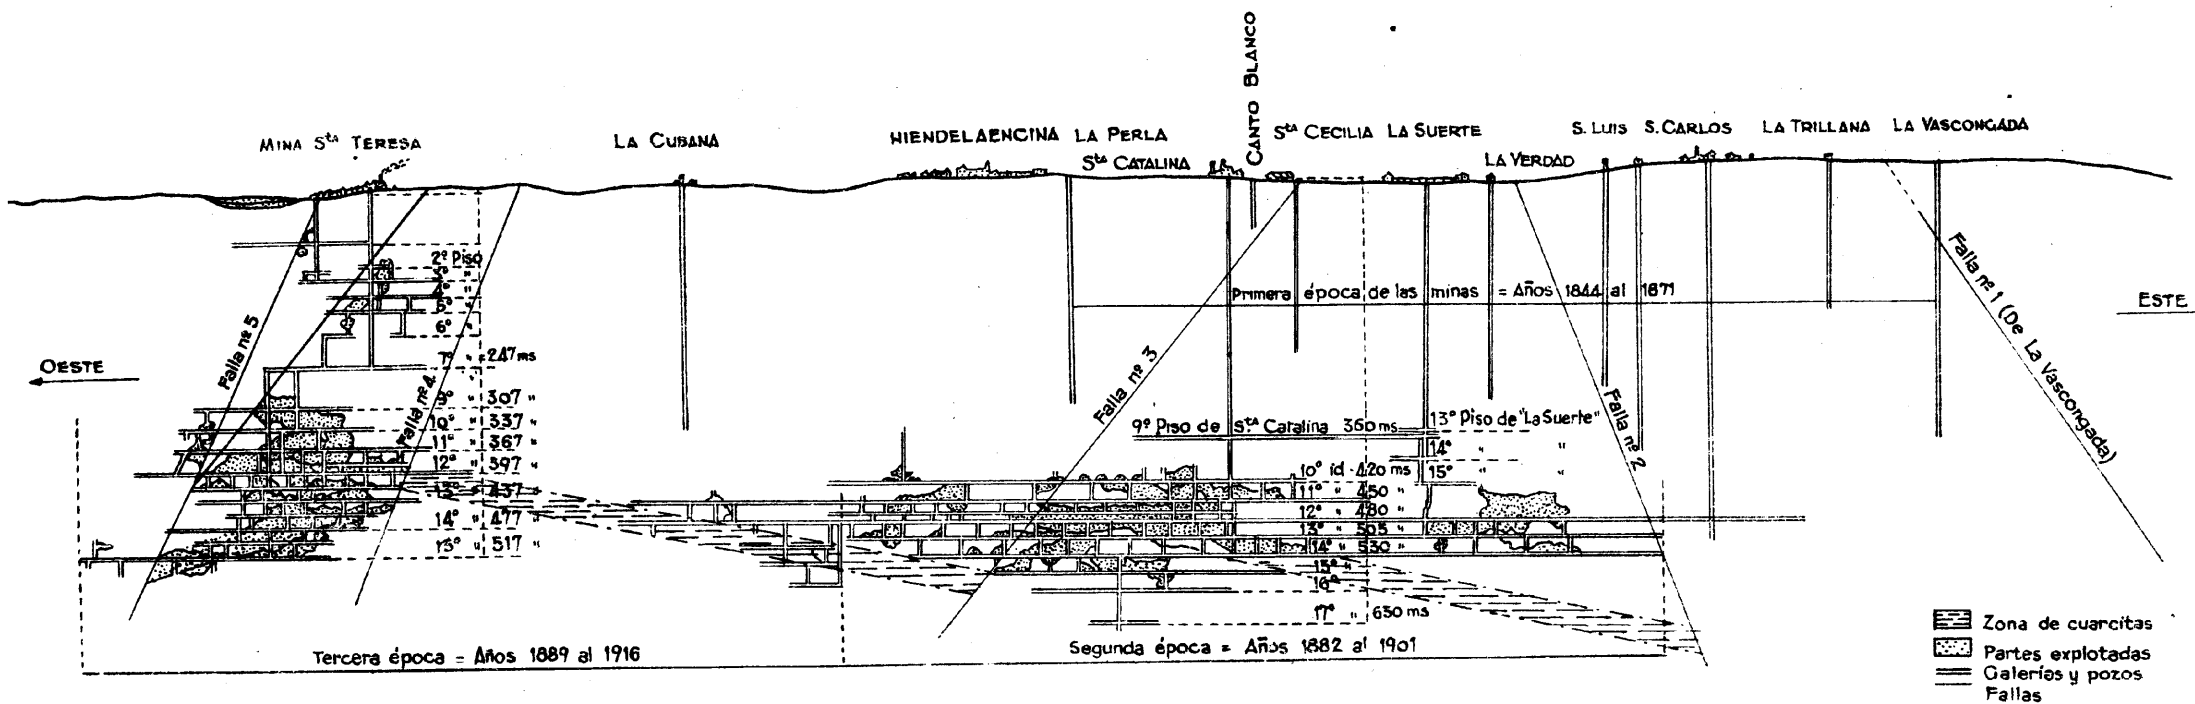 CANTO BLANCO
MINA Sta TERESA
LA CUBANA
HIENDELAENCINA
LA PERLA
Sta CATALINA
Sta CECILIA
LA SUERTE
LA VERDAD
S. LUIS
S. CARLOS
LA TRILLANA
LA VASCONGADA
OESTE
ESTE
Falla nº 5
Falla nº 4
Falla nº 3
Falla nº 2
Falla nº 1 (De La Vascongada)
Primera época de las minas = Años 1844 al 1871
2º Piso
3º "
4º "
5º "
6º "
7º " 247 ms
9º " 307 "
10º " 337 "
11º " 367 "
12º " 397 "
13º " 437 "
14º " 477 "
15º " 517 "
9º Piso de Sta Catalina 360 ms
10º id 420 ms
11º " 450 "
12º " 480 "
13º " 505 "
14º " 530 "
15º "
16º
17º " 630 ms
13º Piso de "La Suerte"
14º " "
15º " "
Tercera época = Años 1889 al 1916
Segunda época = Años 1882 al 1901
Zona de cuarcitas
Partes explotadas
Galerías y pozos
Fallas